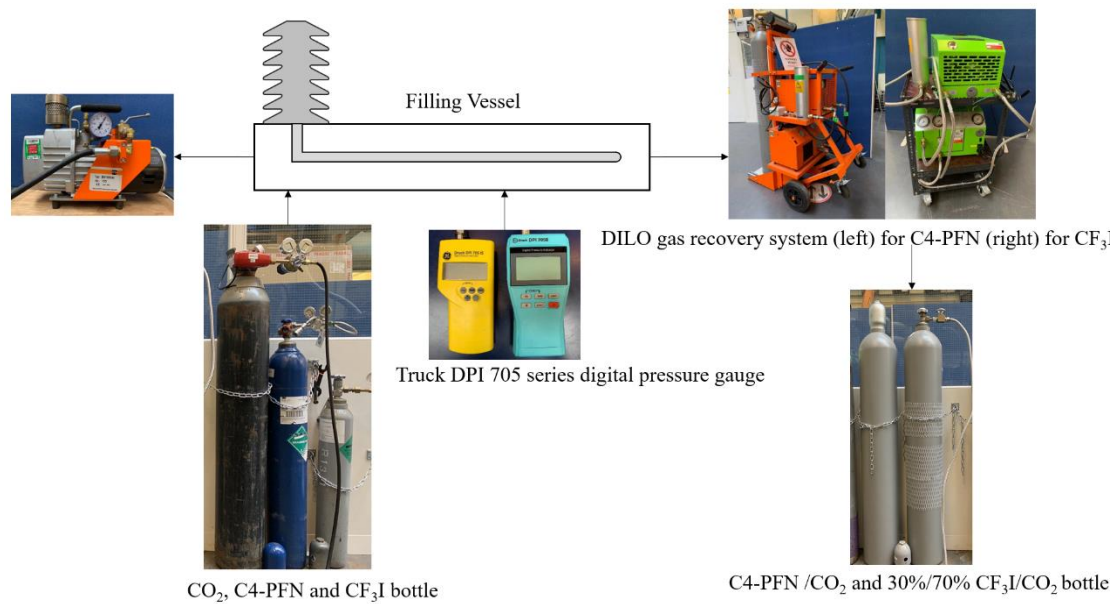 Filling Vessel
DILO gas recovery system (left) for C4-PFN (right) for CF₃I
Truck DPI 705 series digital pressure gauge
CO₂, C4-PFN and CF₃I bottle
C4-PFN /CO₂ and 30%/70% CF₃I/CO₂ bottle